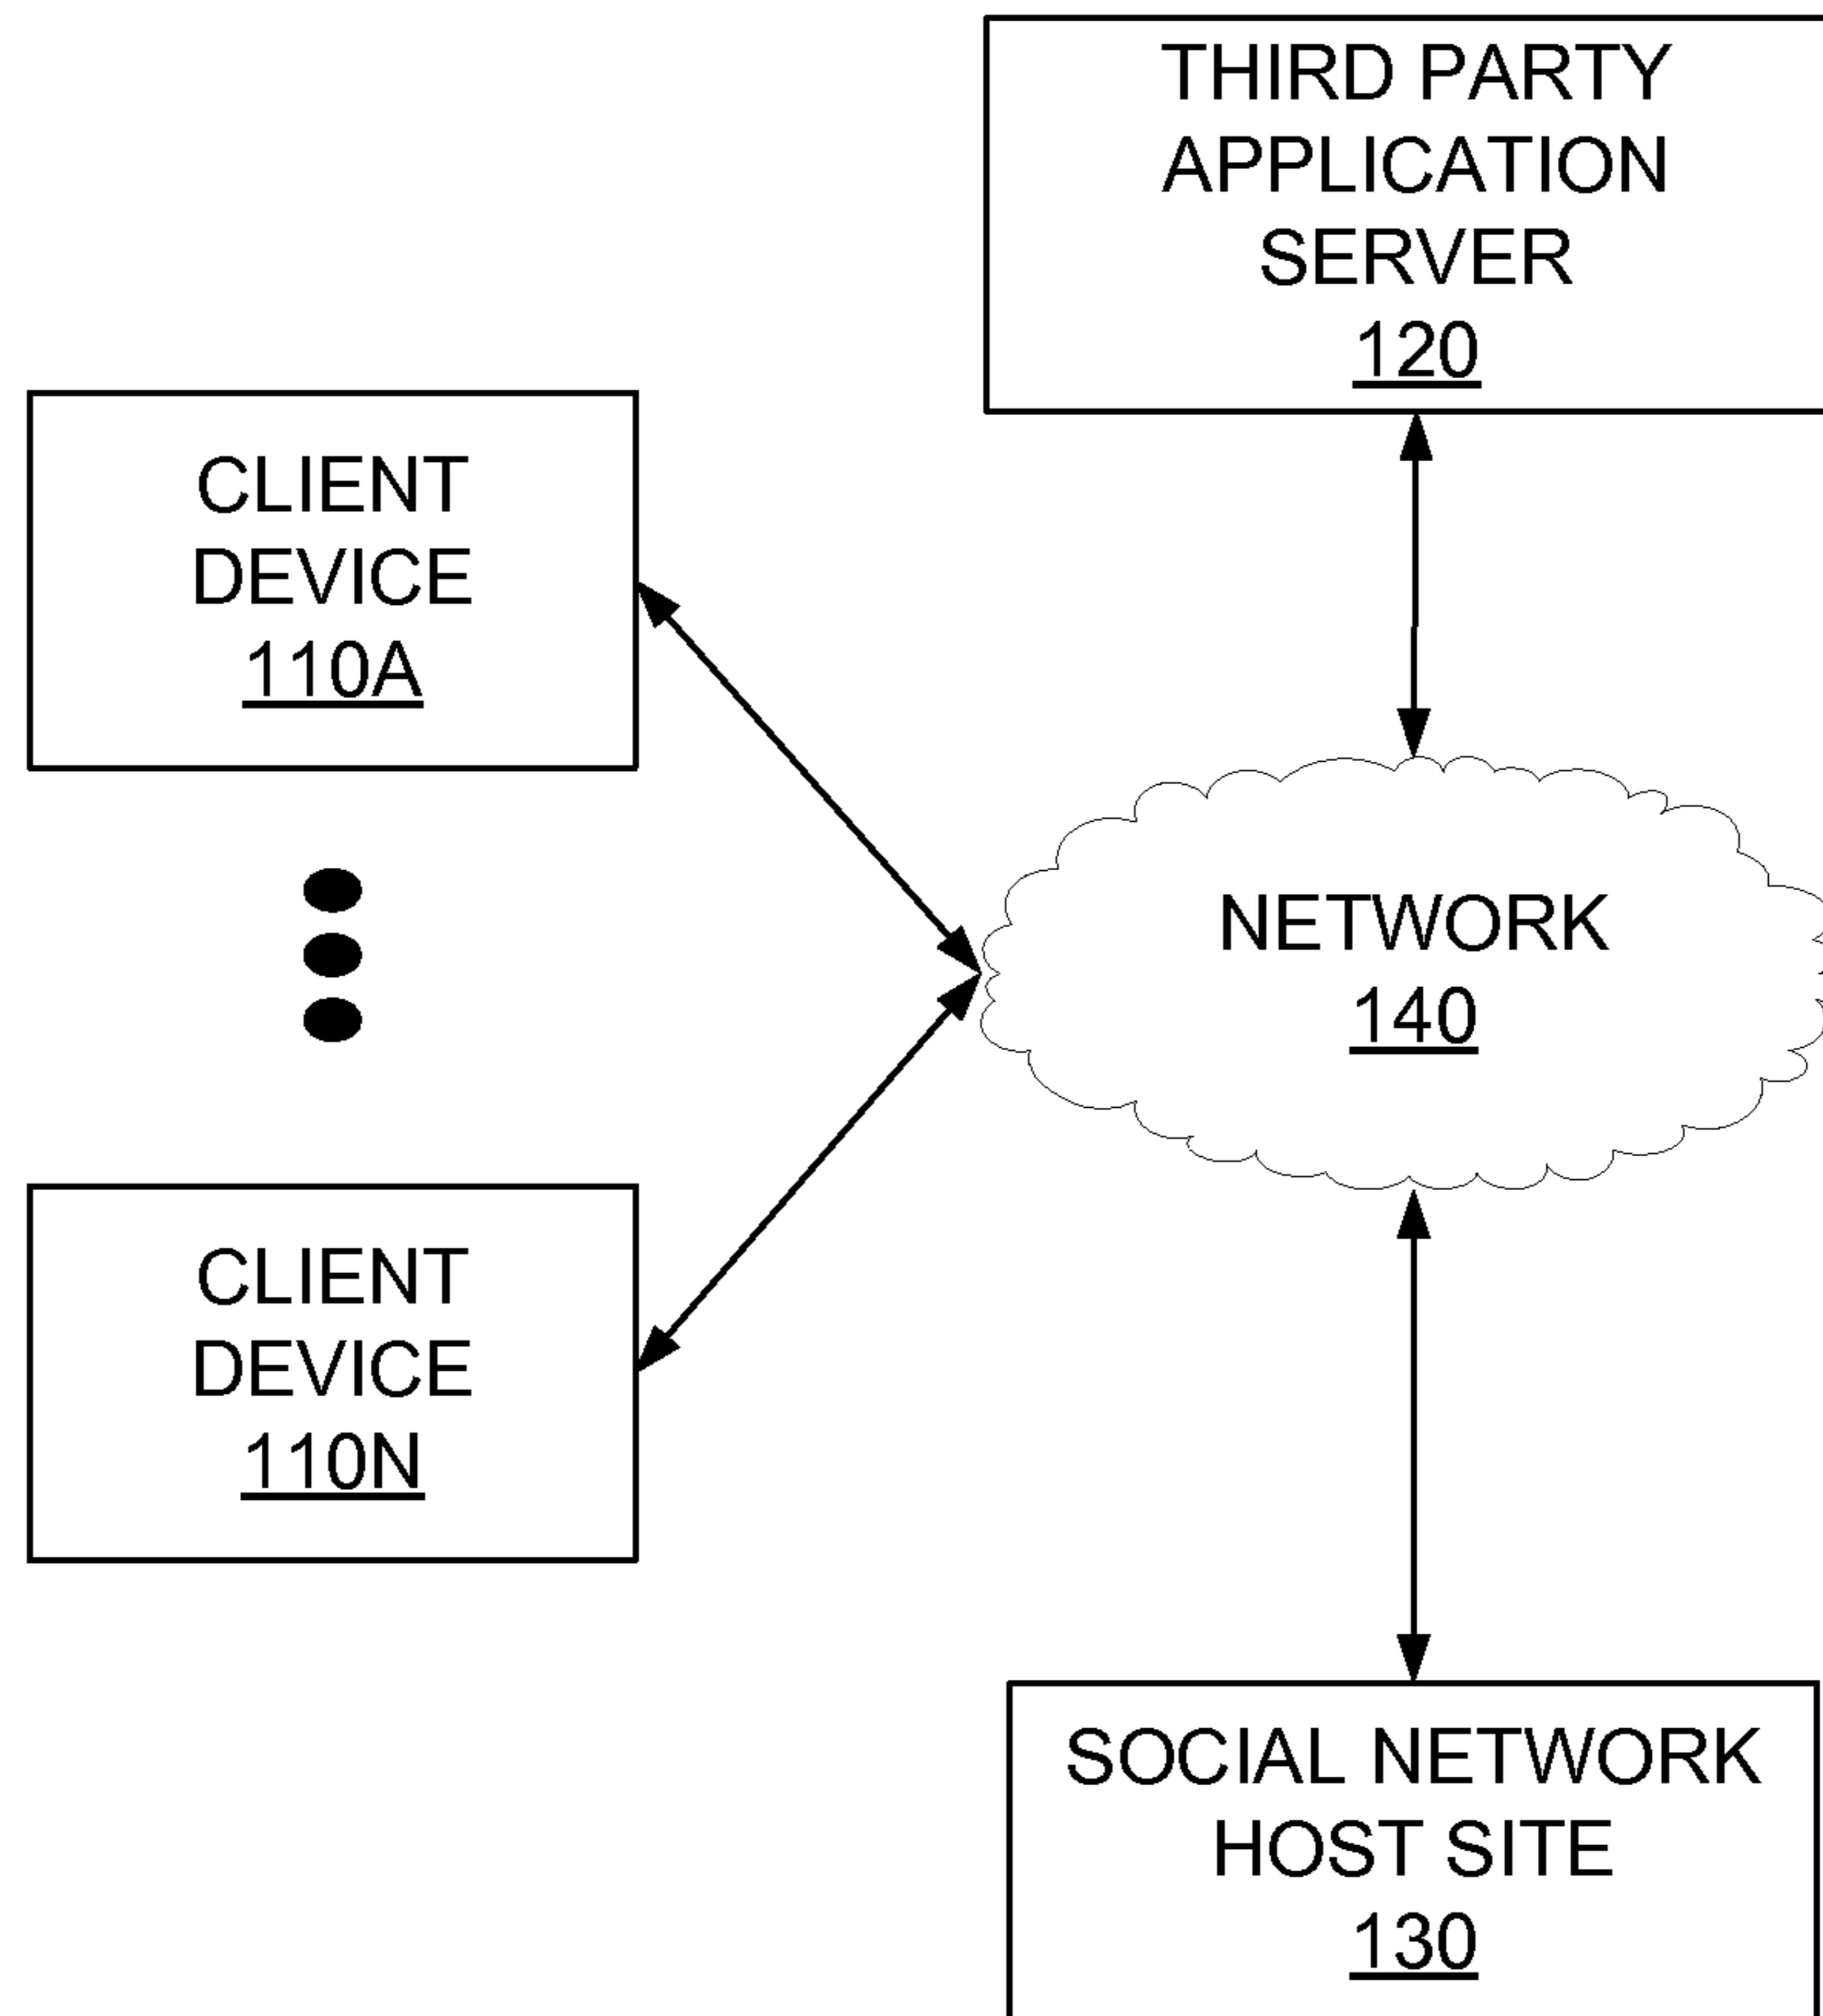 THIRD PARTY
APPLICATION
SERVER
120
CLIENT
DEVICE
110A
NETWORK
140
CLIENT
DEVICE
110N
SOCIAL NETWORK
HOST SITE
130